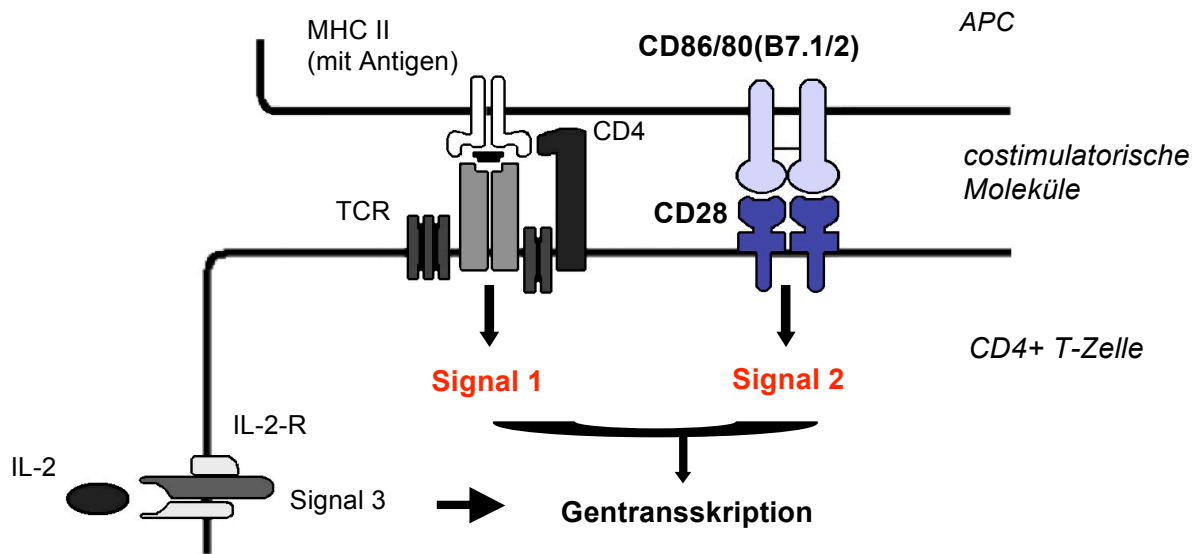 APC
MHC II
(mit Antigen)
CD86/80(B7.1/2)
CD4
costimulatorische
Moleküle
TCR
CD28
CD4+ T-Zelle
Signal 1
Signal 2
IL-2-R
IL-2
Signal 3
Gentransskription